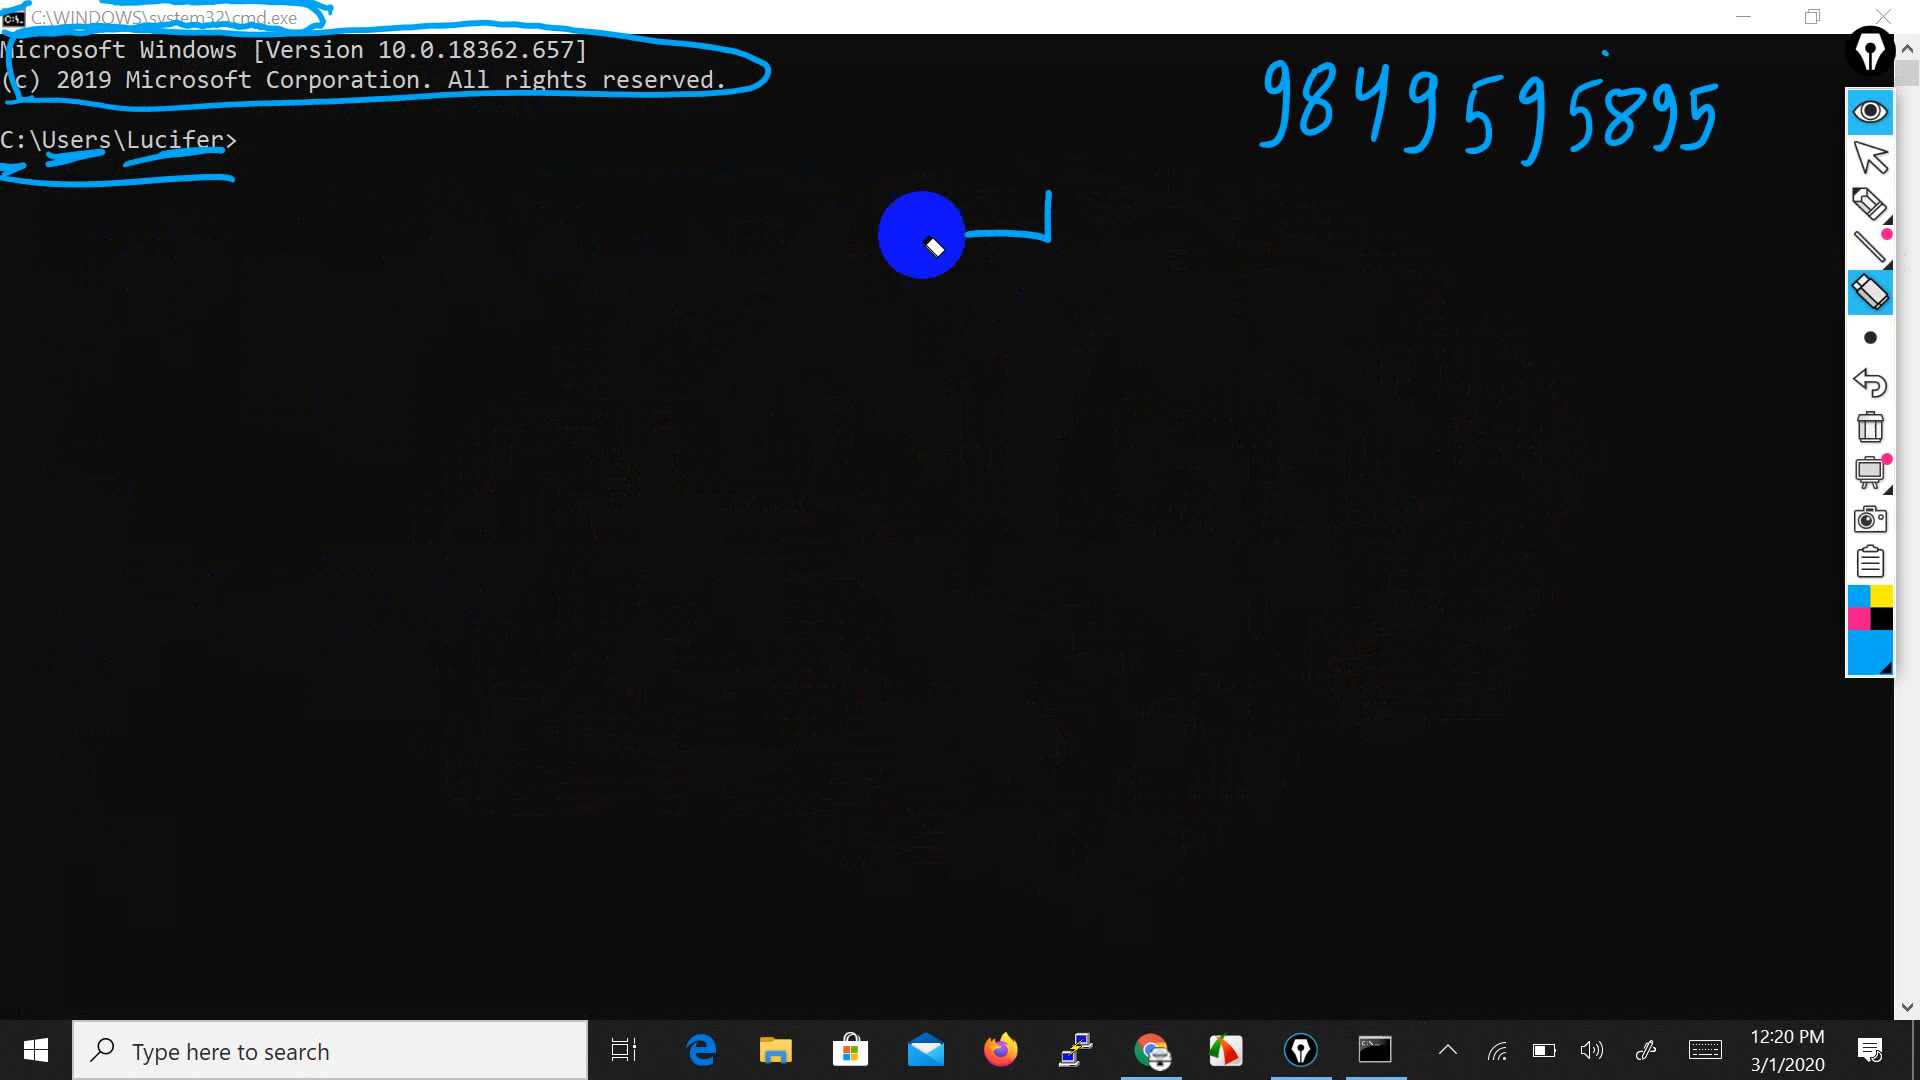 C:\WINDOWS\system32\cmd.exe
Microsoft Windows [Version 10.0.18362.657]
(c) 2019 Microsoft Corporation. All rights reserved.
9849595895
C:\Users\Lucifer>
Type here to search
12:20 PM
3/1/2020